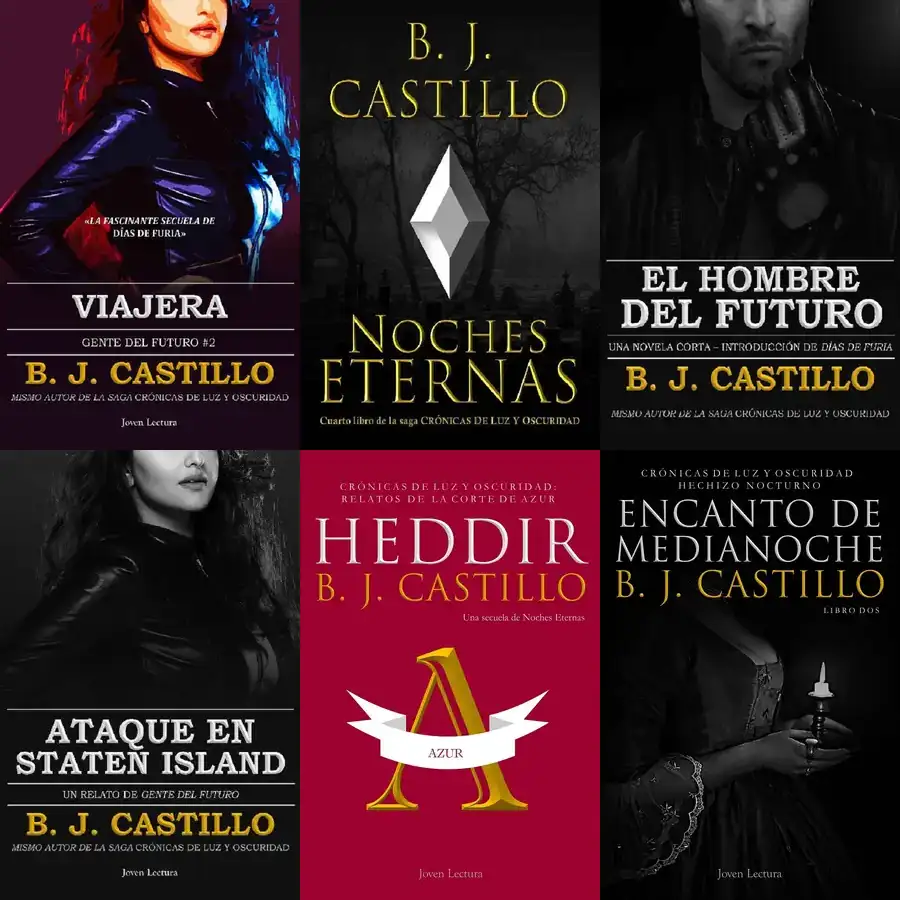 «LA FASCINANTE SECUELA DE
DÍAS DE FURIA»
VIAJERA
GENTE DEL FUTURO #2
B. J. CASTILLO
MISMO AUTOR DE LA SAGA CRÓNICAS DE LUZ Y OSCURIDAD
Joven Lectura
B. J.
CASTILLO
NOCHES
ETERNAS
Cuarto libro de la saga CRÓNICAS DE LUZ Y OSCURIDAD
EL HOMBRE
DEL FUTURO
UNA NOVELA CORTA – INTRODUCCIÓN DE DÍAS DE FURIA
B. J. CASTILLO
MISMO AUTOR DE LA SAGA CRÓNICAS DE LUZ Y OSCURIDAD
ATAQUE EN
STATEN ISLAND
UN RELATO DE GENTE DEL FUTURO
B. J. CASTILLO
MISMO AUTOR DE LA SAGA CRÓNICAS DE LUZ Y OSCURIDAD
Joven Lectura
CRÓNICAS DE LUZ Y OSCURIDAD:
RELATOS DE LA CORTE DE AZUR
HEDDIR
B. J. CASTILLO
Una secuela de Noches Eternas
A
AZUR
Joven Lectura
CRÓNICAS DE LUZ Y OSCURIDAD
HECHIZO NOCTURNO
ENCANTO DE
MEDIANOCHE
B. J. CASTILLO
LIBRO DOS
Joven Lectura